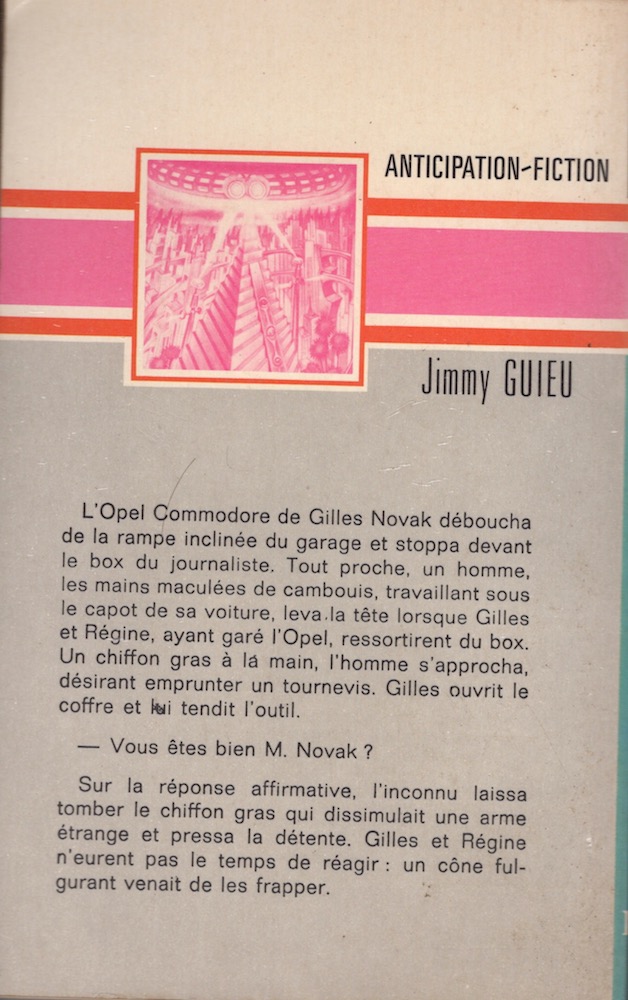 ANTICIPATION-FICTION
Jimmy GUIEU
L'Opel Commodore de Gilles Novak déboucha
de la rampe inclinée du garage et stoppa devant
le box du journaliste. Tout proche, un homme,
les mains maculées de cambouis, travaillant sous
le capot de sa voiture, leva la tête lorsque Gilles
et Régine, ayant garé l'Opel, ressortirent du box.
Un chiffon gras à la main, l'homme s'approcha,
désirant emprunter un tournevis. Gilles ouvrit le
coffre et lui tendit l'outil.
— Vous êtes bien M. Novak ?
Sur la réponse affirmative, l'inconnu laissa
tomber le chiffon gras qui dissimulait une arme
étrange et pressa la détente. Gilles et Régine
n'eurent pas le temps de réagir : un cône ful-
gurant venait de les frapper.